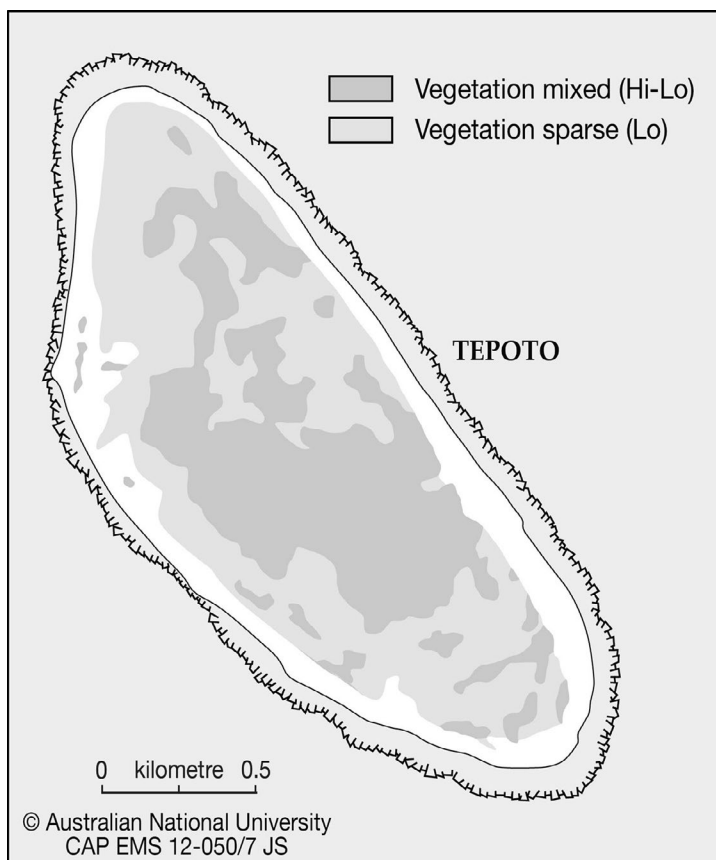 Vegetation mixed (Hi-Lo)
Vegetation sparse (Lo)
TEPOTO
0 kilometre 0.5
© Australian National University
CAP EMS 12-050/7 JS